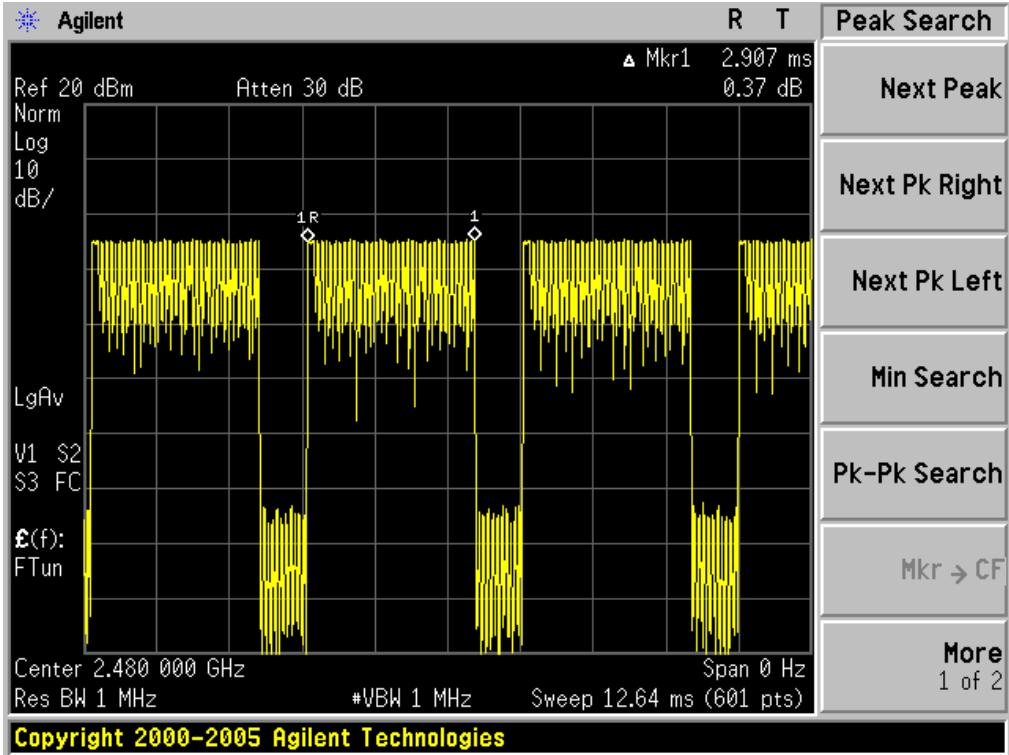 Agilent R T Peak Search
Δ Mkr1 2.907 ms
Ref 20 dBm Atten 30 dB 0.37 dB
Norm
Log
10
dB/
1R 1
LgAv
V1 S2
S3 FC
£(f):
FTun
Center 2.480 000 GHz Span 0 Hz
Res BW 1 MHz #VBW 1 MHz Sweep 12.64 ms (601 pts)
Copyright 2000-2005 Agilent Technologies
Next Peak
Next Pk Right
Next Pk Left
Min Search
Pk-Pk Search
Mkr → CF
More
1 of 2